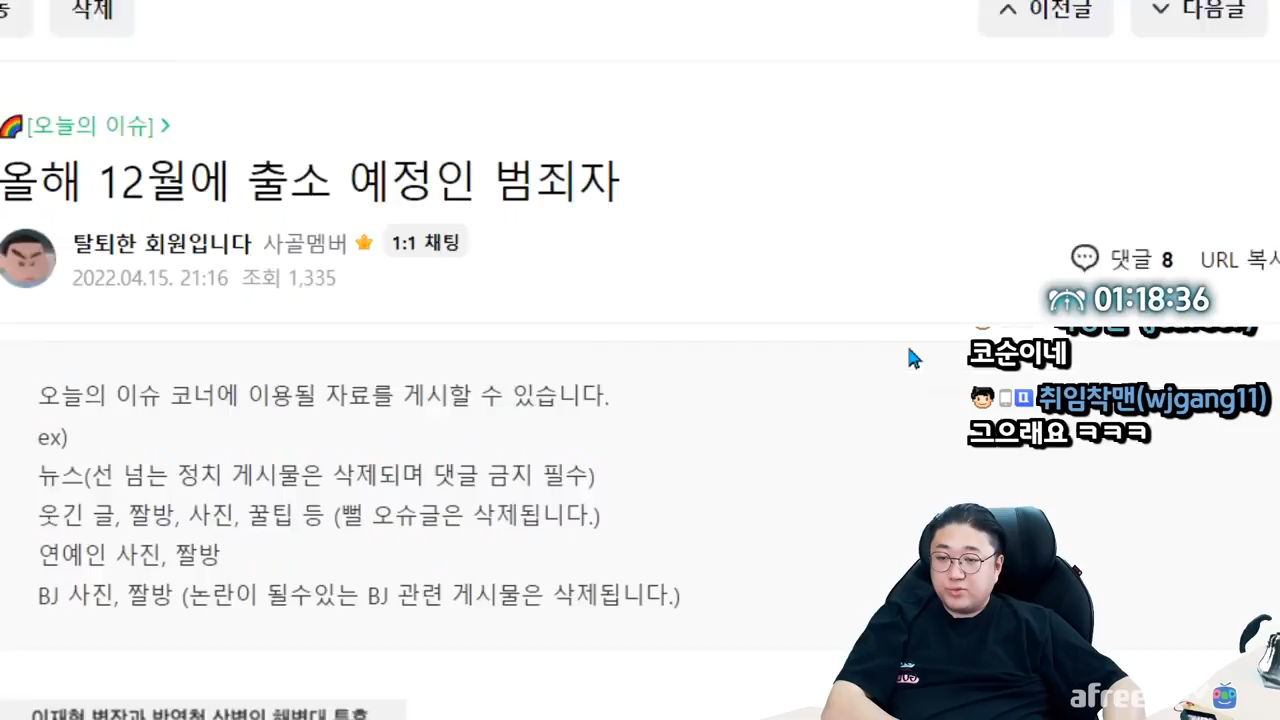 삭제
이전글
다음글
[오늘의 이슈]
올해 12월에 출소 예정인 범죄자
탈퇴한 회원입니다 사골멤버 1:1 채팅
2022.04.15. 21:16 조회 1,335
댓글 8 URL 복사
01:18:36
코순이네
취임착맨(wjgang11)
그으래요 ㅋㅋㅋ
오늘의 이슈 코너에 이용될 자료를 게시할 수 있습니다.
ex)
뉴스(선 넘는 정치 게시물은 삭제되며 댓글 금지 필수)
웃긴 글, 짤방, 사진, 꿀팁 등 (뻘 오슈글은 삭제됩니다.)
연예인 사진, 짤방
BJ 사진, 짤방 (논란이 될수있는 BJ 관련 게시물은 삭제됩니다.)
afree